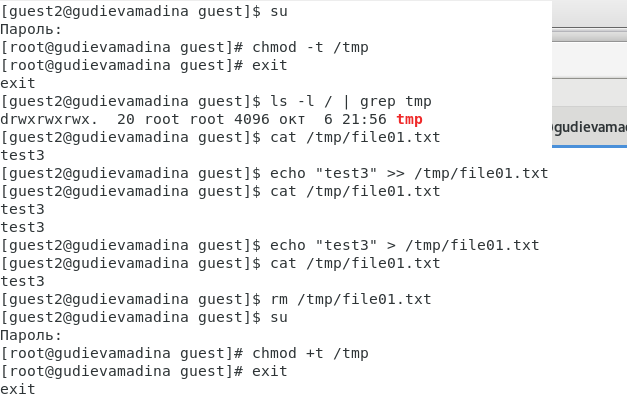 [guest2@gudievamadina guest]$ su
Пароль:
[root@gudievamadina guest]# chmod -t /tmp
[root@gudievamadina guest]# exit
exit
[guest2@gudievamadina guest]$ ls -l / | grep tmp
drwxrwxrwx.  20 root root 4096 окт  6 21:56 tmp
[guest2@gudievamadina guest]$ cat /tmp/file01.txt
test3
[guest2@gudievamadina guest]$ echo "test3" >> /tmp/file01.txt
[guest2@gudievamadina guest]$ cat /tmp/file01.txt
test3
test3
[guest2@gudievamadina guest]$ echo "test3" > /tmp/file01.txt
[guest2@gudievamadina guest]$ cat /tmp/file01.txt
test3
[guest2@gudievamadina guest]$ rm /tmp/file01.txt
[guest2@gudievamadina guest]$ su
Пароль:
[root@gudievamadina guest]# chmod +t /tmp
[root@gudievamadina guest]# exit
exit
gudievamad